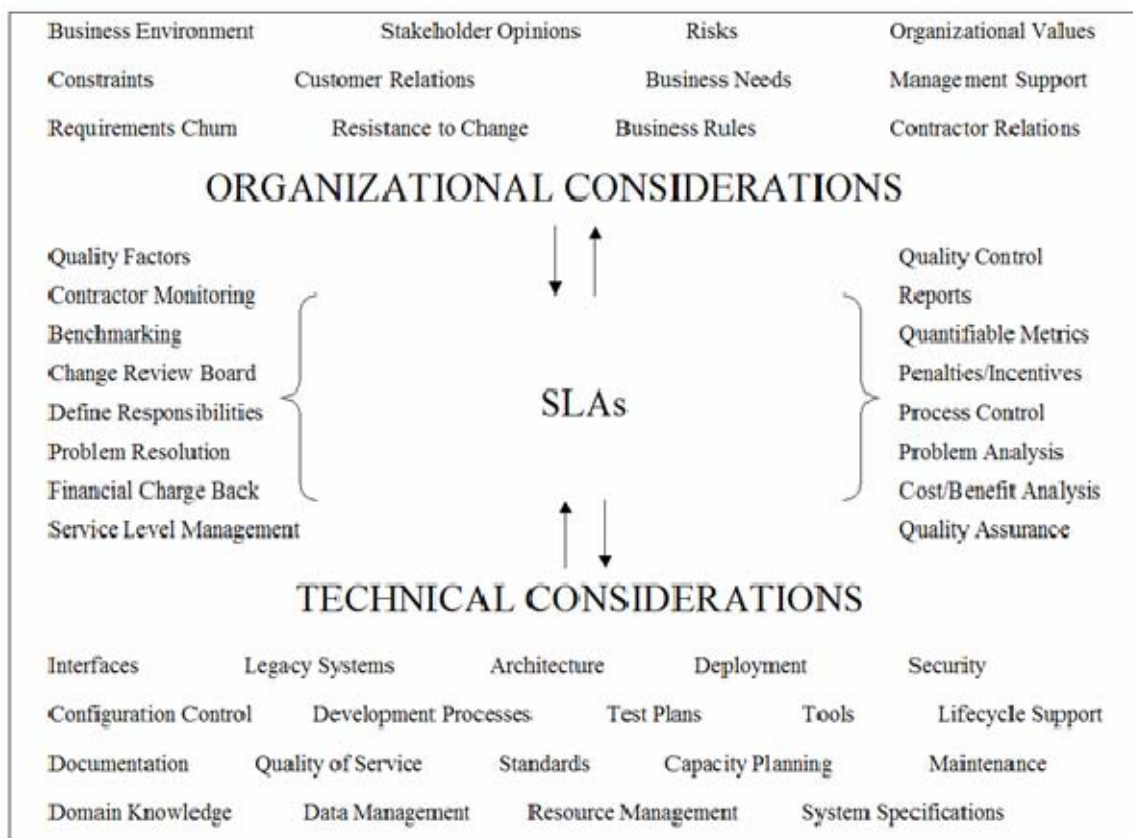 Business Environment Stakeholder Opinions Risks Organizational Values
Constraints Customer Relations Business Needs Management Support
Requirements Churn Resistance to Change Business Rules Contractor Relations
ORGANIZATIONAL CONSIDERATIONS
Quality Factors Quality Control
Contractor Monitoring Reports
Benchmarking Quantifiable Metrics
Change Review Board Penalties/Incentives
Define Responsibilities SLAs Process Control
Problem Resolution Problem Analysis
Financial Charge Back Cost/Benefit Analysis
Service Level Management Quality Assurance
TECHNICAL CONSIDERATIONS
Interfaces Legacy Systems Architecture Deployment Security
Configuration Control Development Processes Test Plans Tools Lifecycle Support
Documentation Quality of Service Standards Capacity Planning Maintenance
Domain Knowledge Data Management Resource Management System Specifications